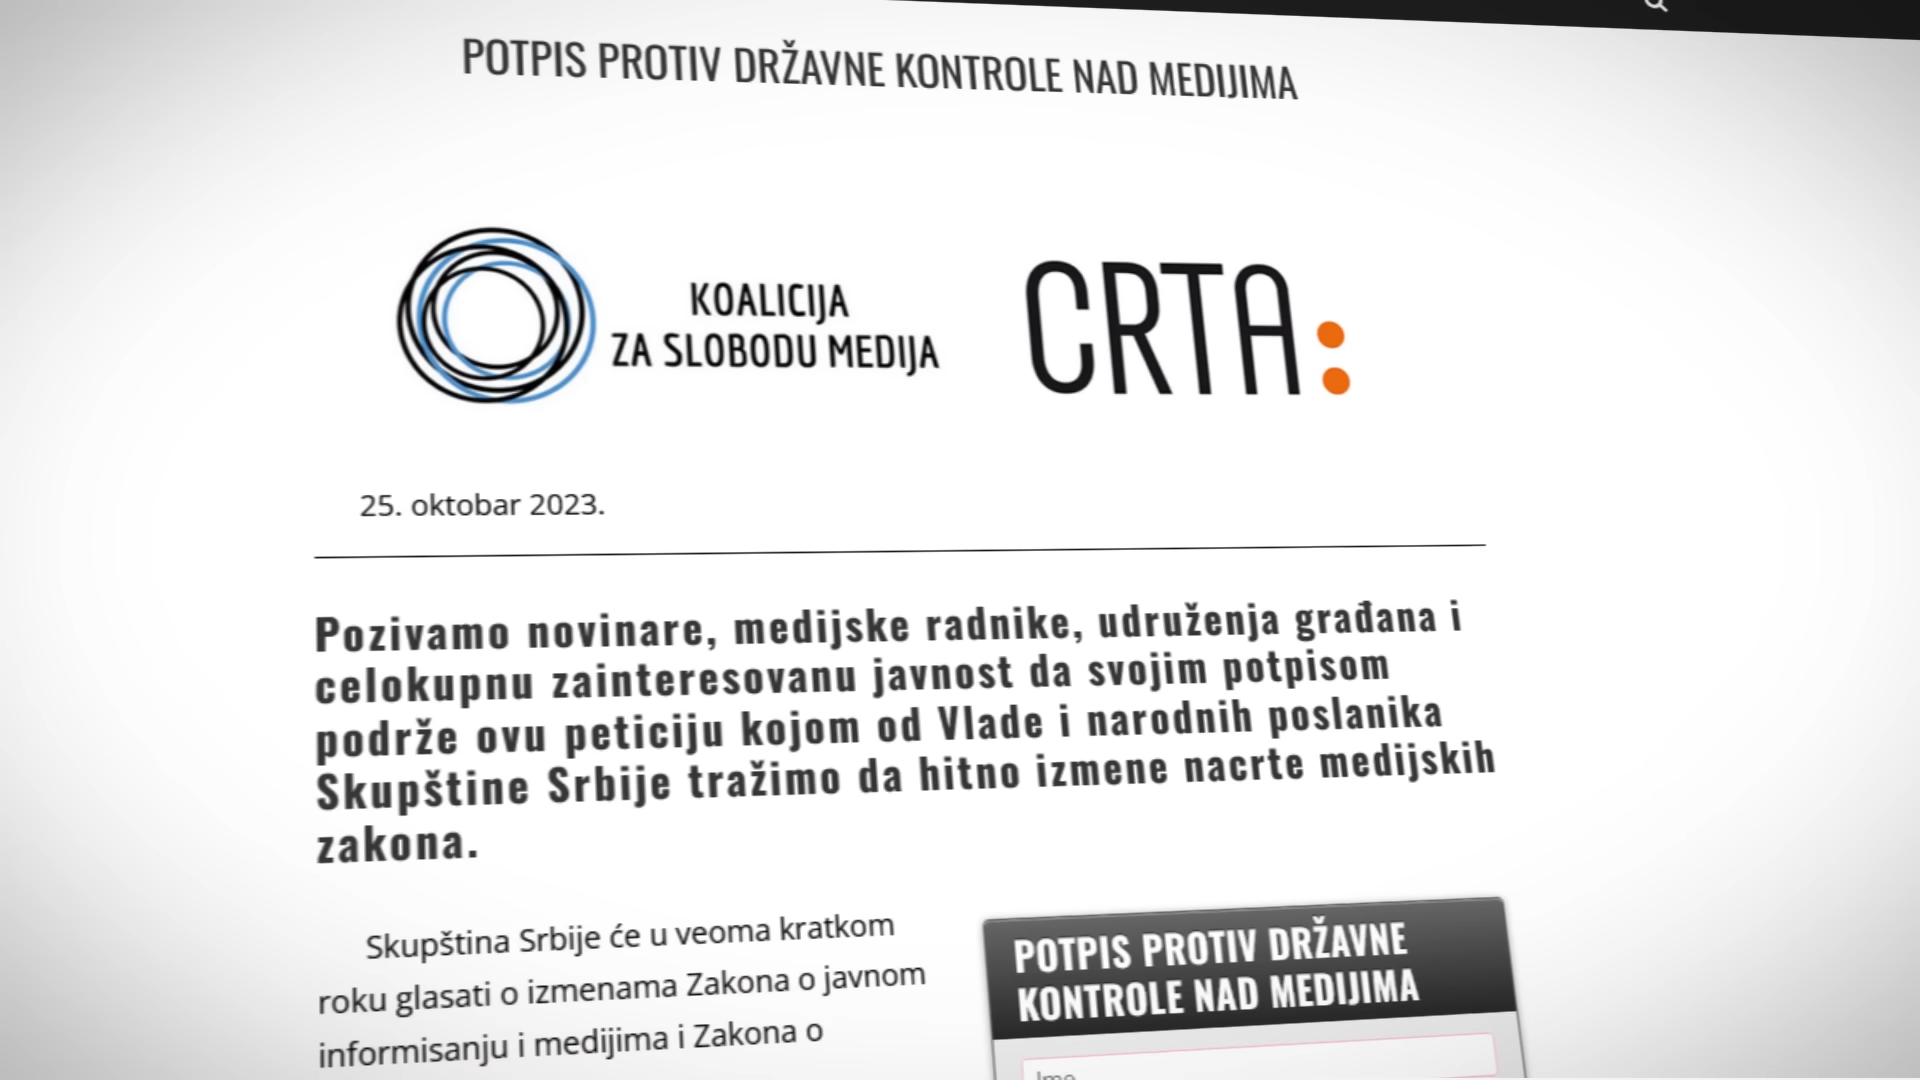 POTPIS PROTIV DRŽAVNE KONTROLE NAD MEDIJIMA
KOALICIJA
ZA SLOBODU MEDIJA
CRTA:
25. oktobar 2023.
Pozivamo novinare, medijske radnike, udruženja građana i
celokupnu zainteresovanu javnost da svojim potpisom
podrže ovu peticiju kojom od Vlade i narodnih poslanika
Skupštine Srbije tražimo da hitno izmene nacrte medijskih
zakona.
Skupština Srbije će u veoma kratkom
roku glasati o izmenama Zakona o javnom
informisanju i medijima i Zakona o
POTPIS PROTIV DRŽAVNE
KONTROLE NAD MEDIJIMA
Ime